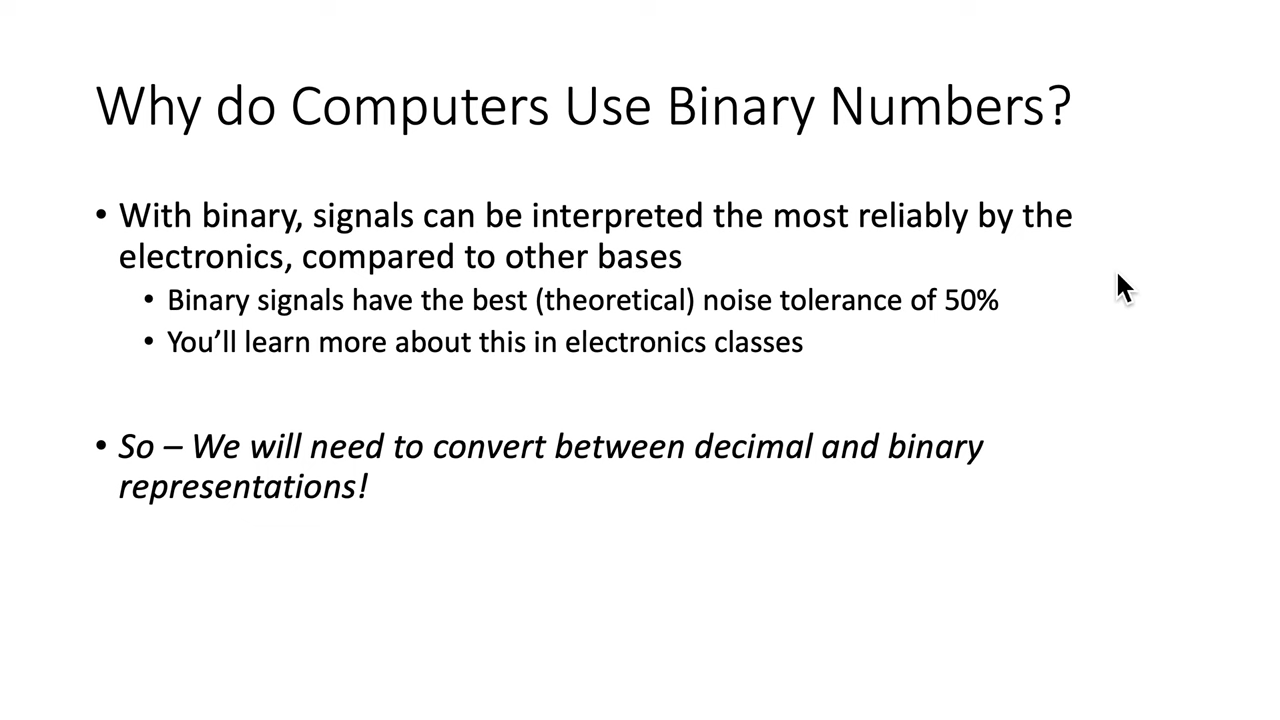 Why do Computers Use Binary Numbers?
• With binary, signals can be interpreted the most reliably by the
electronics, compared to other bases
• Binary signals have the best (theoretical) noise tolerance of 50%
• You’ll learn more about this in electronics classes
• So – We will need to convert between decimal and binary
representations!